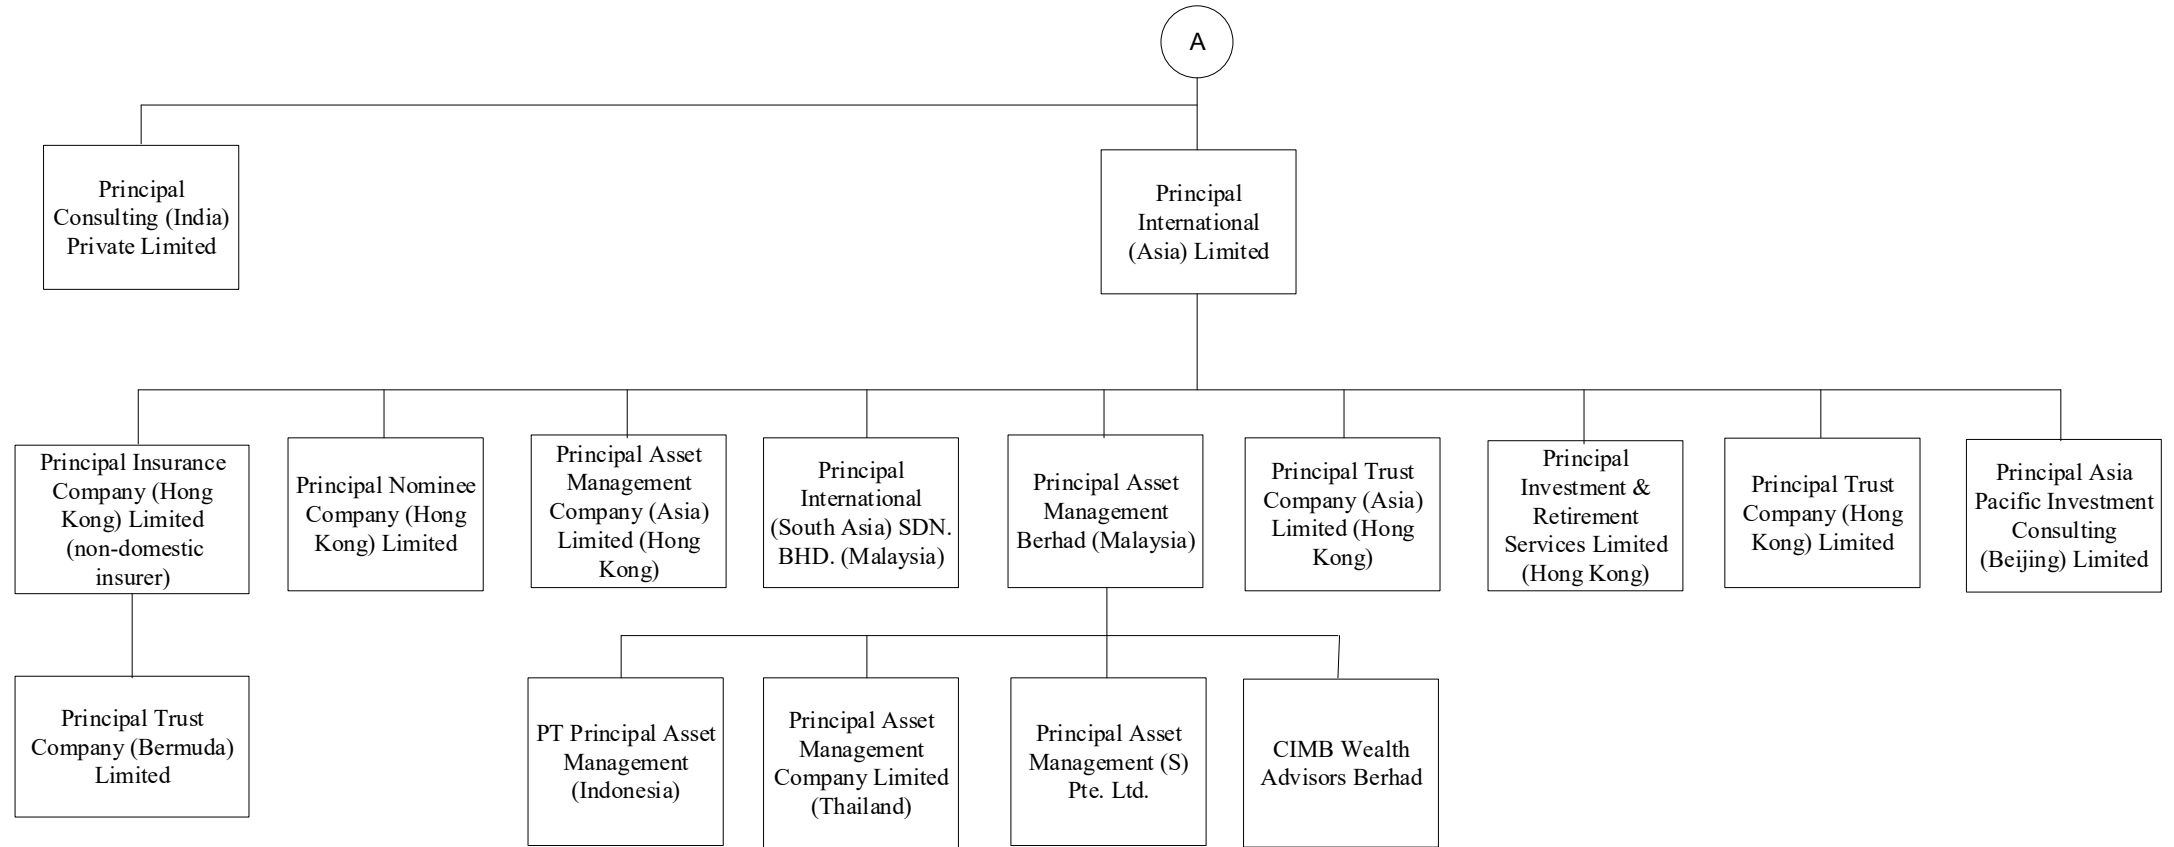 A
Principal
Consulting (India)
Private Limited
Principal
International
(Asia) Limited
Principal Insurance
Company (Hong
Kong) Limited
(non-domestic
insurer)
Principal Nominee
Company (Hong
Kong) Limited
Principal Asset
Management
Company (Asia)
Limited (Hong
Kong)
Principal
International
(South Asia) SDN.
BHD. (Malaysia)
Principal Asset
Management
Berhad (Malaysia)
Principal Trust
Company (Asia)
Limited (Hong
Kong)
Principal
Investment &
Retirement
Services Limited
(Hong Kong)
Principal Trust
Company (Hong
Kong) Limited
Principal Asia
Pacific Investment
Consulting
(Beijing) Limited
Principal Trust
Company (Bermuda)
Limited
PT Principal Asset
Management
(Indonesia)
Principal Asset
Management
Company Limited
(Thailand)
Principal Asset
Management (S)
Pte. Ltd.
CIMB Wealth
Advisors Berhad